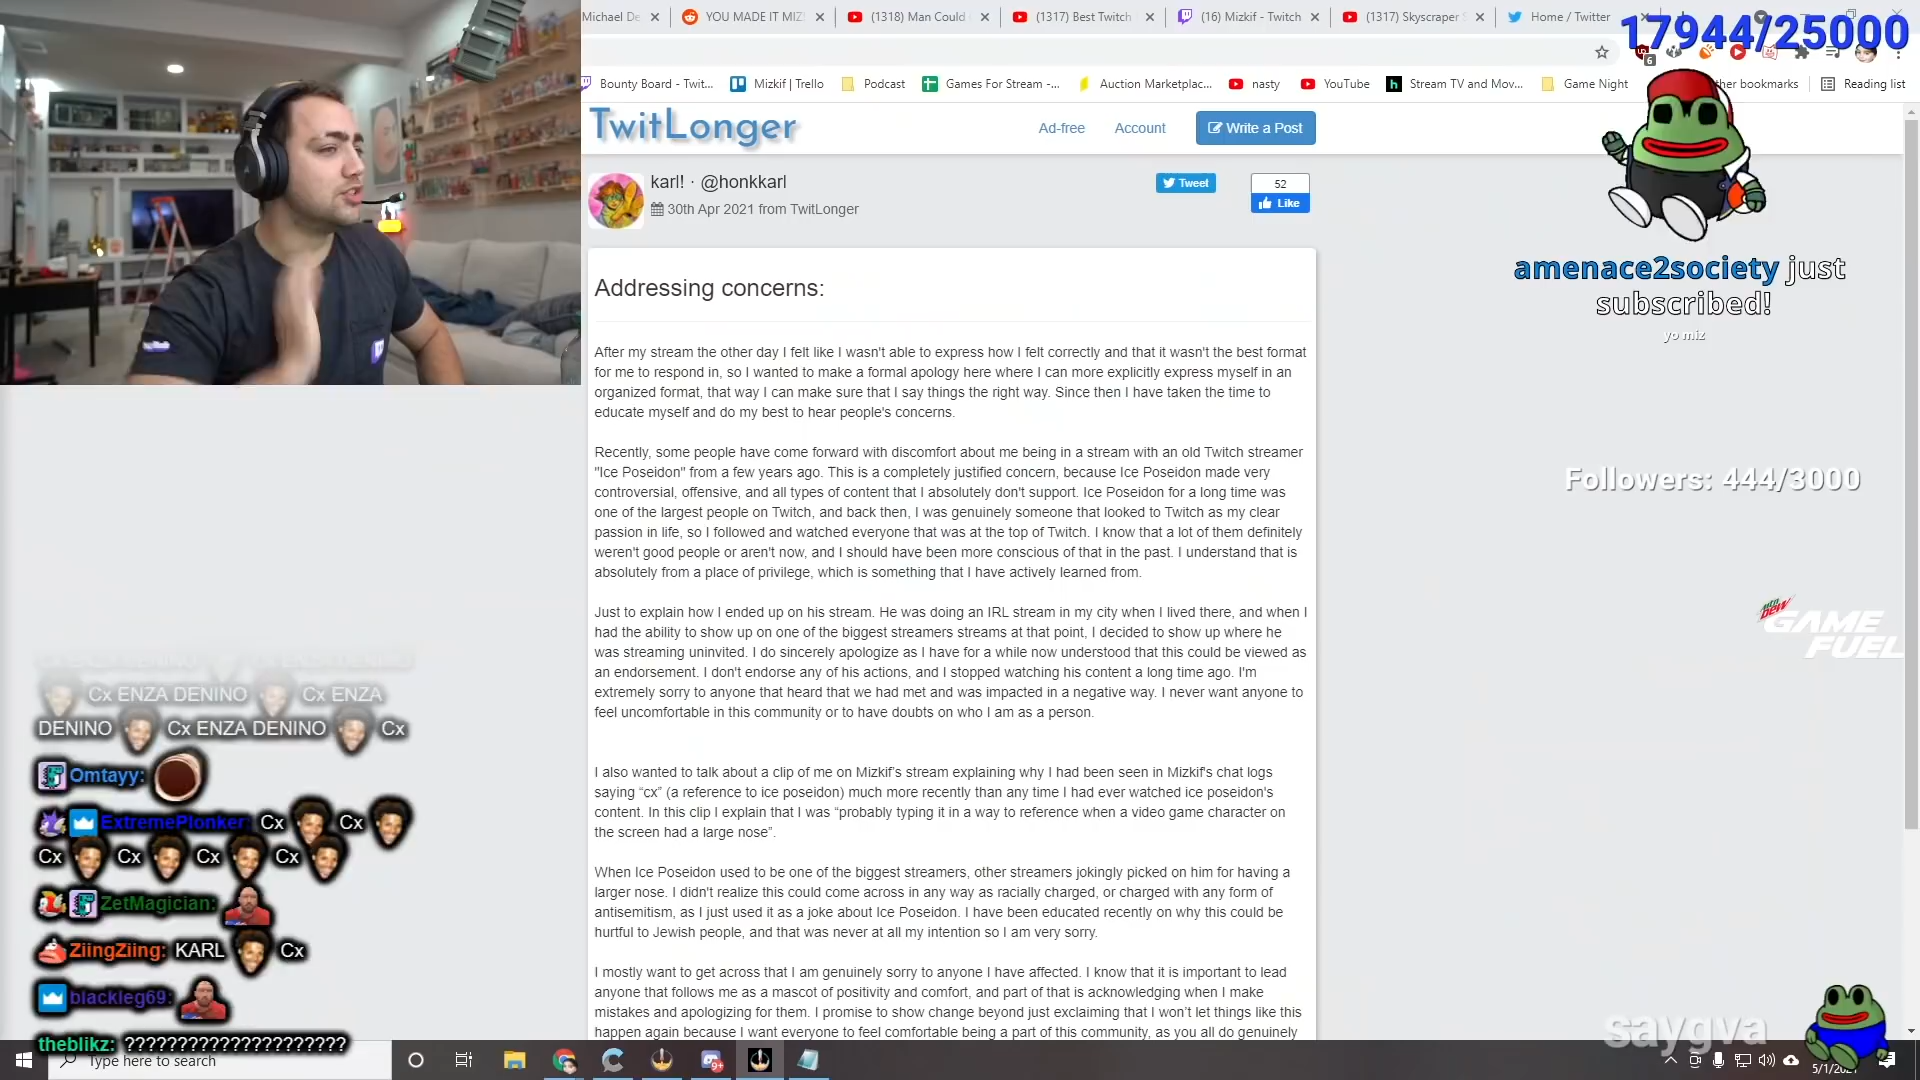 Michael De
YOU MADE IT MIZ
(1318) Man Could
(1317) Best Twitch
(16) Mizkif - Twitch
(1317) Skyscraper S
Home / Twitter
17944/25000
6
Bounty Board - Twit...
Mizkif | Trello
Podcast
Games For Stream -...
Auction Marketplac...
nasty
YouTube
Stream TV and Mov...
Game Night
ther bookmarks
Reading list
TwitLonger
Ad-free
Account
Write a Post
karl! · @honkkarl
30th Apr 2021 from TwitLonger
Tweet
52
Like
Addressing concerns:
After my stream the other day I felt like I wasn't able to express how I felt correctly and that it wasn't the best format
for me to respond in, so I wanted to make a formal apology here where I can more explicitly express myself in an
organized format, that way I can make sure that I say things the right way. Since then I have taken the time to
educate myself and do my best to hear people's concerns.
Recently, some people have come forward with discomfort about me being in a stream with an old Twitch streamer
"Ice Poseidon" from a few years ago. This is a completely justified concern, because Ice Poseidon made very
controversial, offensive, and all types of content that I absolutely don't support. Ice Poseidon for a long time was
one of the largest people on Twitch, and back then, I was genuinely someone that looked to Twitch as my clear
passion in life, so I followed and watched everyone that was at the top of Twitch. I know that a lot of them definitely
weren't good people or aren't now, and I should have been more conscious of that in the past. I understand that is
absolutely from a place of privilege, which is something that I have actively learned from.
Just to explain how I ended up on his stream. He was doing an IRL stream in my city when I lived there, and when I
had the ability to show up on one of the biggest streamers streams at that point, I decided to show up where he
was streaming uninvited. I do sincerely apologize as I have for a while now understood that this could be viewed as
an endorsement. I don't endorse any of his actions, and I stopped watching his content a long time ago. I'm
extremely sorry to anyone that heard that we had met and was impacted in a negative way. I never want anyone to
feel uncomfortable in this community or to have doubts on who I am as a person.
I also wanted to talk about a clip of me on Mizkif's stream explaining why I had been seen in Mizkif's chat logs
saying “cx” (a reference to ice poseidon) much more recently than any time I had ever watched ice poseidon's
content. In this clip I explain that I was “probably typing it in a way to reference when a video game character on
the screen had a large nose”.
When Ice Poseidon used to be one of the biggest streamers, other streamers jokingly picked on him for having a
larger nose. I didn't realize this could come across in any way as racially charged, or charged with any form of
antisemitism, as I just used it as a joke about Ice Poseidon. I have been educated recently on why this could be
hurtful to Jewish people, and that was never at all my intention so I am very sorry.
I mostly want to get across that I am genuinely sorry to anyone I have affected. I know that it is important to lead
anyone that follows me as a mascot of positivity and comfort, and part of that is acknowledging when I make
mistakes and apologizing for them. I promise to show change beyond just exclaiming that I won't let things like this
happen again because I want everyone to feel comfortable being a part of this community, as you all do genuinely
amenace2society just
subscribed!
yo miz
Followers: 444/3000
mtn dew
GAME
FUEL
saygva
Cx ENZA DENINO Cx ENZA
DENINO Cx ENZA DENINO Cx
Omtayy:
ExtremePlonker: Cx Cx
Cx Cx Cx Cx
ZetMagician:
ZiingZiing: KARL Cx
blackleg69:
theblikz: ?????????????????????
Type here to search
9+